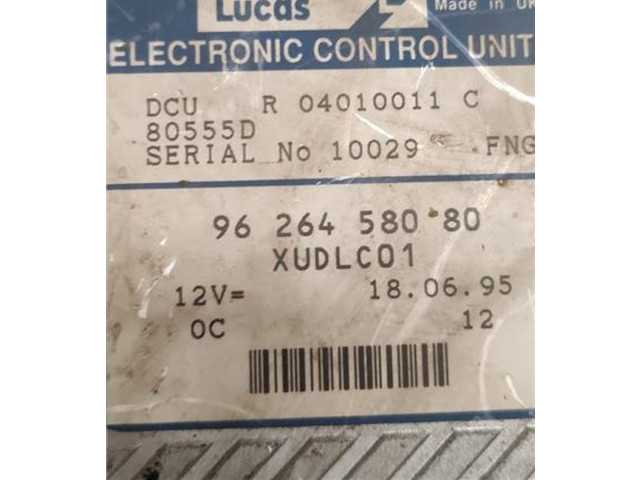 Lucas Made in UK
ELECTRONIC CONTROL UNIT
DCU R 04010011 C
80555D
SERIAL No 10029 FNG
96 264 580 80
XUDLC01
12V=
18.06.95
0C
12